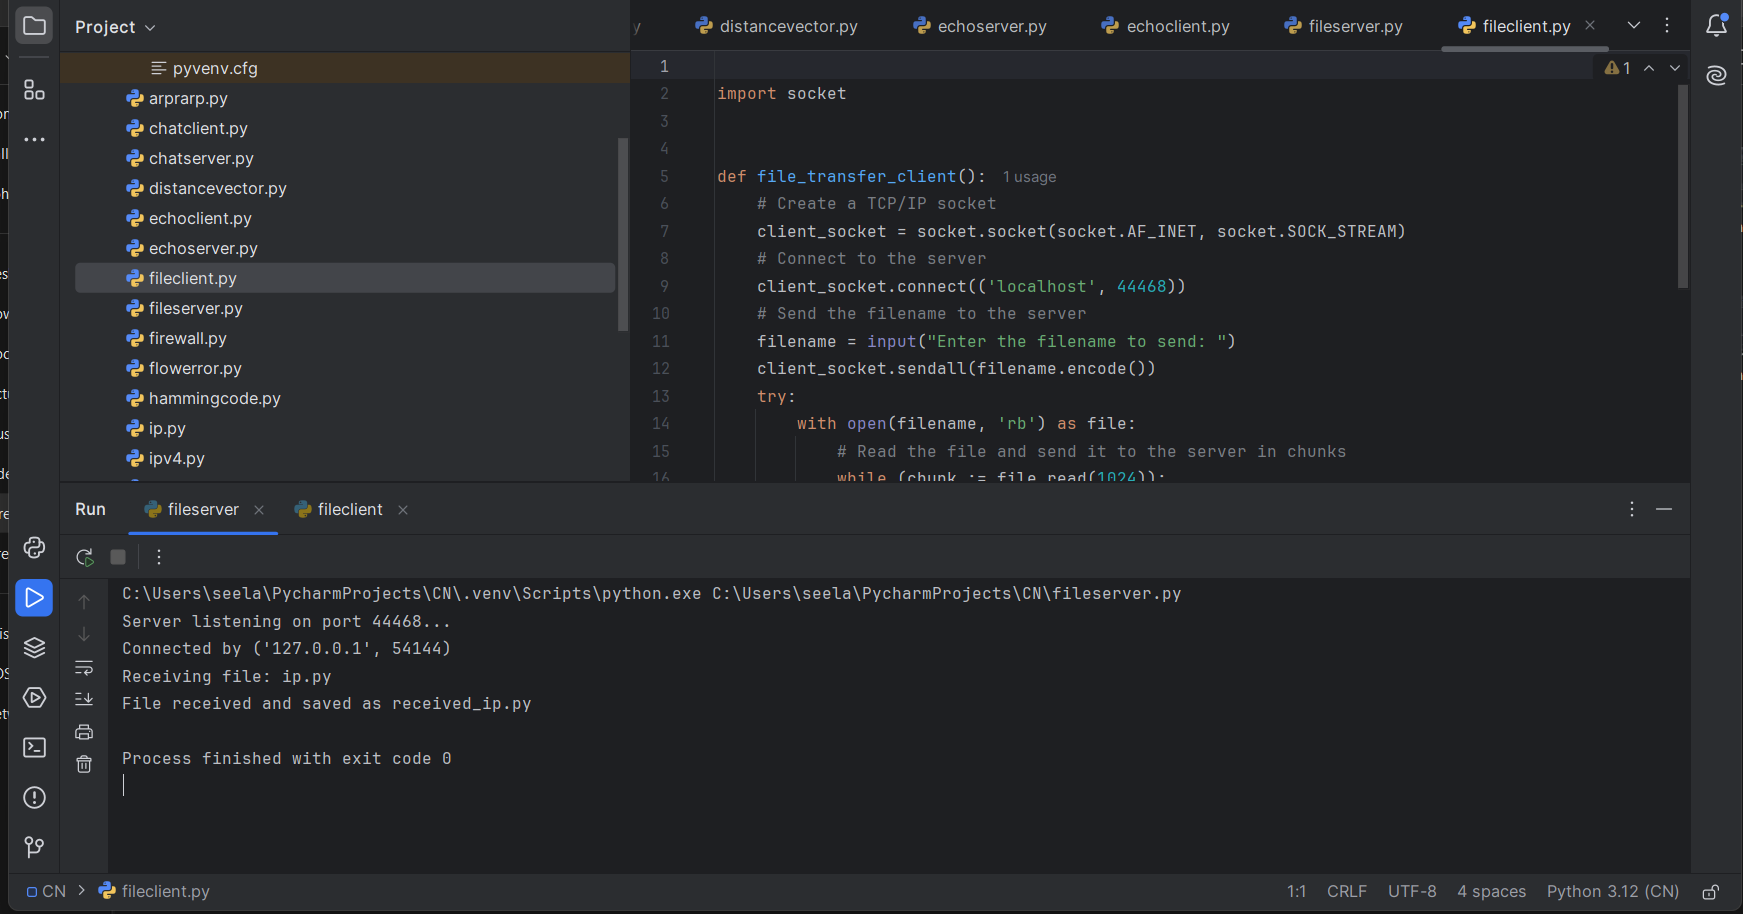 Project
pyvenv.cfg
arprarp.py
chatclient.py
chatserver.py
distancevector.py
echoclient.py
echoserver.py
fileclient.py
fileserver.py
firewall.py
flowerror.py
hammingcode.py
ip.py
ipv4.py
distancevector.py echoserver.py echoclient.py fileserver.py fileclient.py
1
1
2 import socket
3
4
5 def file_transfer_client(): 1 usage
6 # Create a TCP/IP socket
7 client_socket = socket.socket(socket.AF_INET, socket.SOCK_STREAM)
8 # Connect to the server
9 client_socket.connect(('localhost', 44468))
10 # Send the filename to the server
11 filename = input("Enter the filename to send: ")
12 client_socket.sendall(filename.encode())
13 try:
14 with open(filename, 'rb') as file:
15 # Read the file and send it to the server in chunks
16 while (chunk := file.read(1024)):
Run fileserver fileclient
C:\Users\seela\PycharmProjects\CN\.venv\Scripts\python.exe C:\Users\seela\PycharmProjects\CN\fileserver.py
Server listening on port 44468...
Connected by ('127.0.0.1', 54144)
Receiving file: ip.py
File received and saved as received_ip.py
Process finished with exit code 0
CN > fileclient.py
1:1 CRLF UTF-8 4 spaces Python 3.12 (CN)